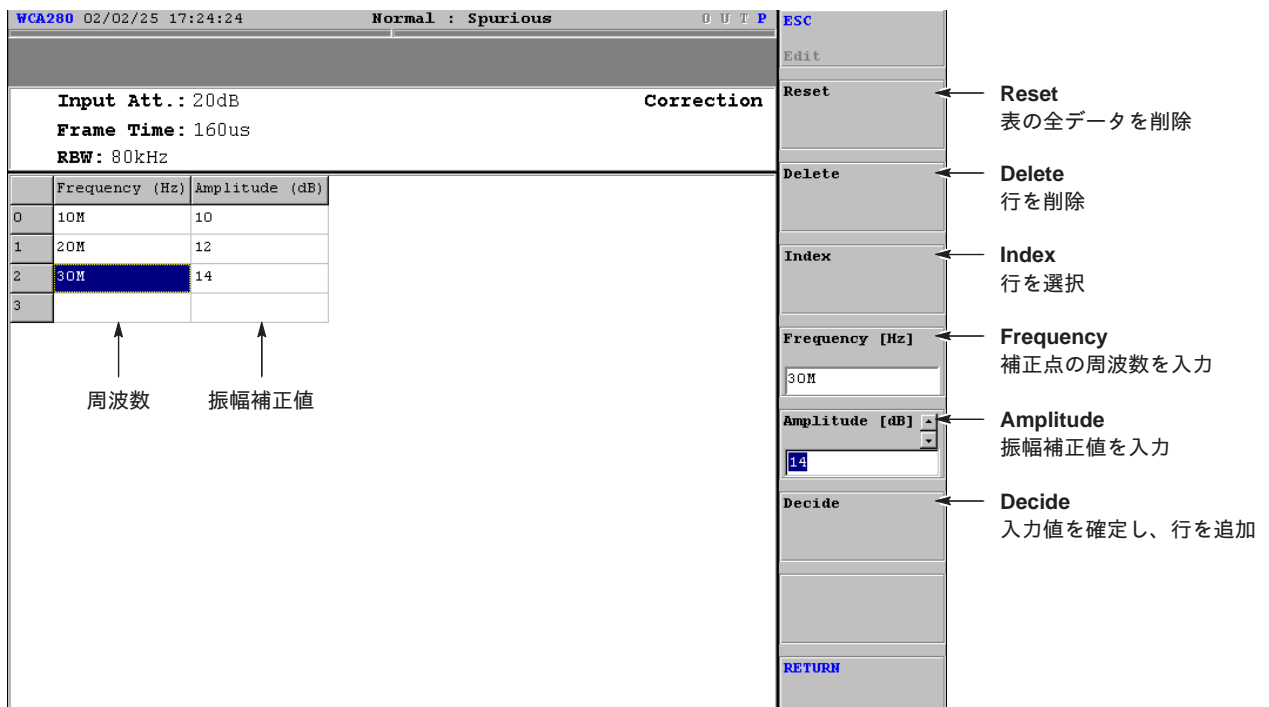 WCA280 02/02/25 17:24:24 Normal : Spurious O U T P
ESC
Edit
Input Att.: 20dB Correction
Frame Time: 160us
RBW: 80kHz
Frequency (Hz) Amplitude (dB)
0 10M 10
1 20M 12
2 30M 14
3
周波数 振幅補正値
Reset
Delete
Index
Frequency [Hz]
30M
Amplitude [dB]
14
Decide
RETURN
Reset
表の全データを削除
Delete
行を削除
Index
行を選択
Frequency
補正点の周波数を入力
Amplitude
振幅補正値を入力
Decide
入力値を確定し、行を追加